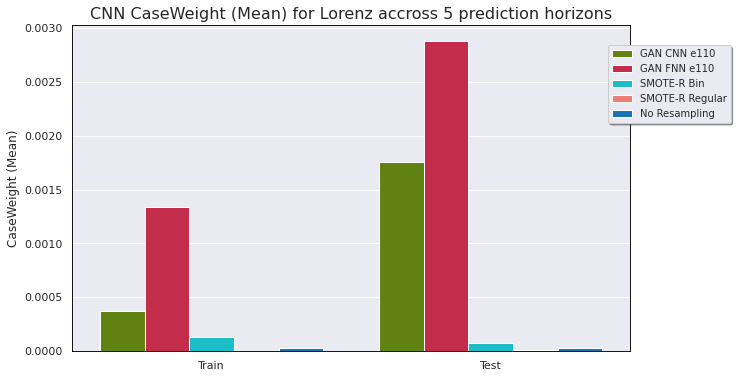 CNN CaseWeight (Mean) for Lorenz accross 5 prediction horizons
0.0030
0.0025
0.0020
0.0015
0.0010
0.0005
0.0000
CaseWeight (Mean)
GAN CNN e110
GAN FNN e110
SMOTE-R Bin
SMOTE-R Regular
No Resampling
Train
Test